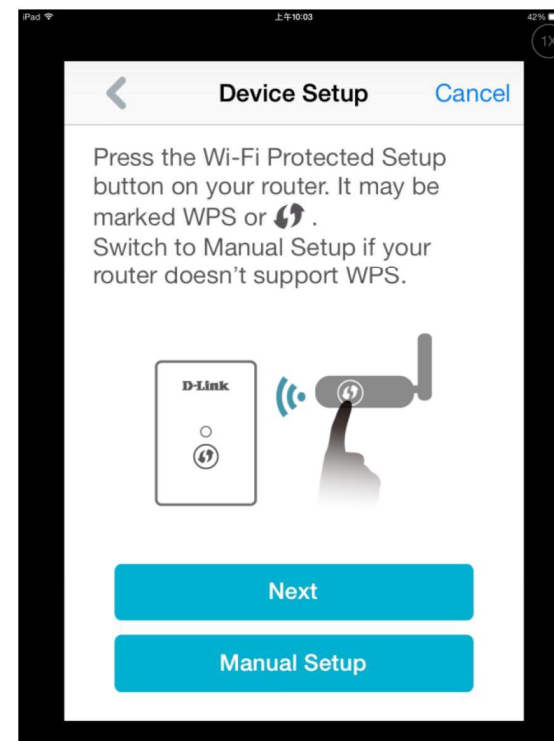 iPad 上午10:03 42%
1X
Device Setup Cancel
Press the Wi-Fi Protected Setup
button on your router. It may be
marked WPS or .
Switch to Manual Setup if your
router doesn't support WPS.
D-Link
Next
Manual Setup